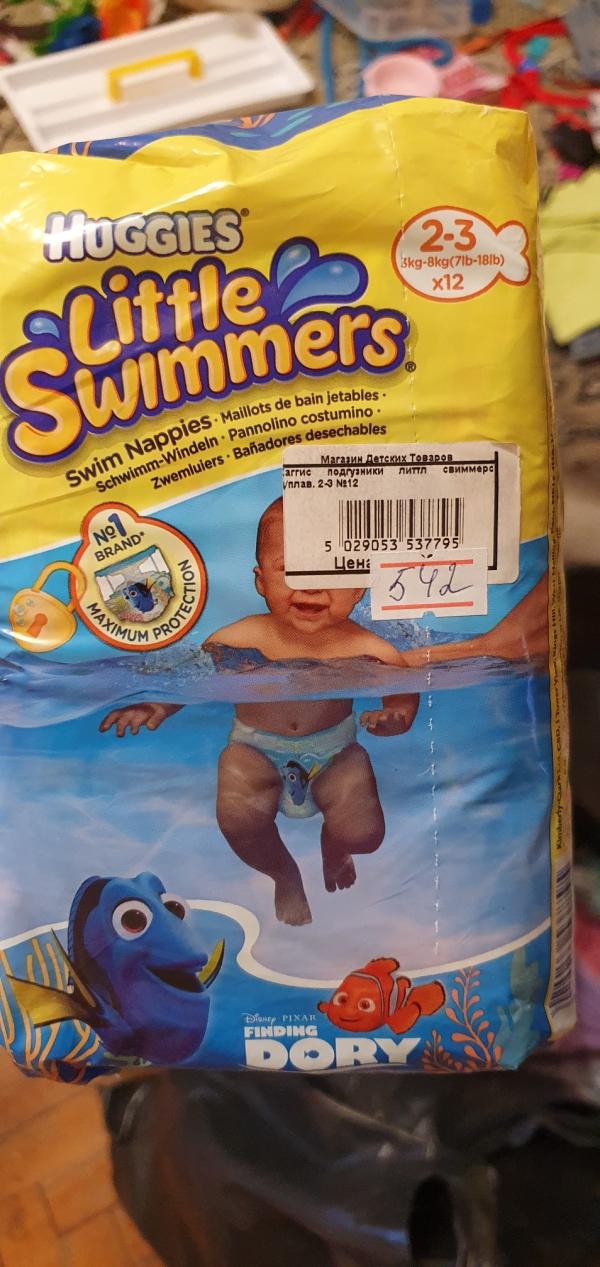 HUGGIES®
2-3
3kg-8kg(7lb-18lb)
x12
Little
Swimmers®
Swim Nappies · Maillots de bain jetables ·
Schwimm-Windeln · Pannolino costumino ·
Zwemluiers · Bañadores desechables
Магазин Детских Товаров
аггис подгузники литтл свиммерс
/плав. 2-3 №12
5 029053 537795
Цена
542
No1
BRAND*
MAXIMUM PROTECTION
Disney PIXAR
FINDING
DORY